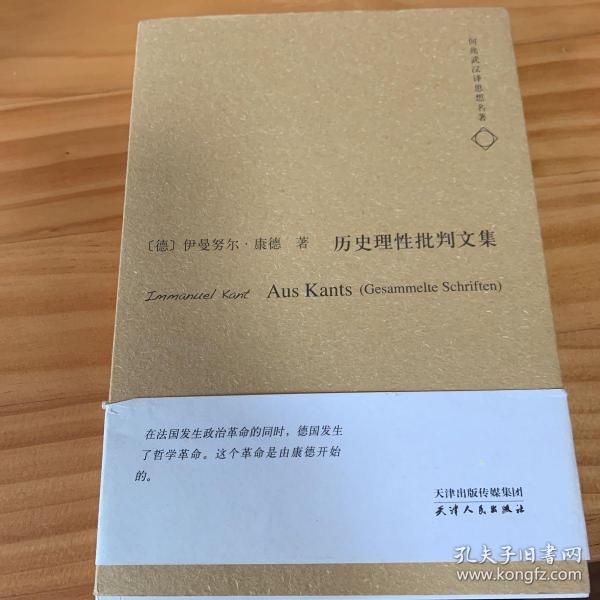 何兆武汉译思想名著
〔德〕伊曼努尔·康德 著 历史理性批判文集
Immanuel Kant Aus Kants (Gesammelte Schriften)
在法国发生政治革命的同时，德国发生
了哲学革命。这个革命是由康德开始
的。
天津出版传媒集团
天津人民出版社
孔夫子旧书网
www.kongfz.com